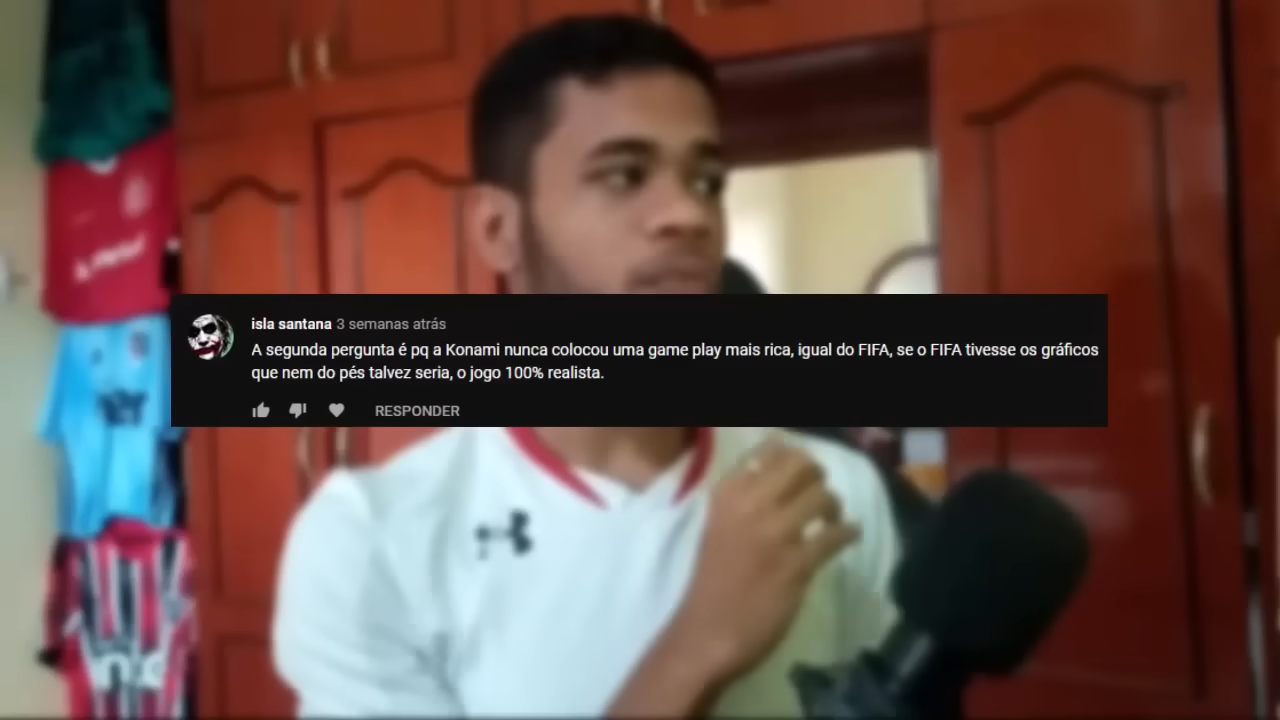 isla santana 3 semanas atrás
A segunda pergunta é pq a Konami nunca colocou uma game play mais rica, igual do FIFA, se o FIFA tivesse os gráficos
que nem do pés talvez seria, o jogo 100% realista.
RESPONDER